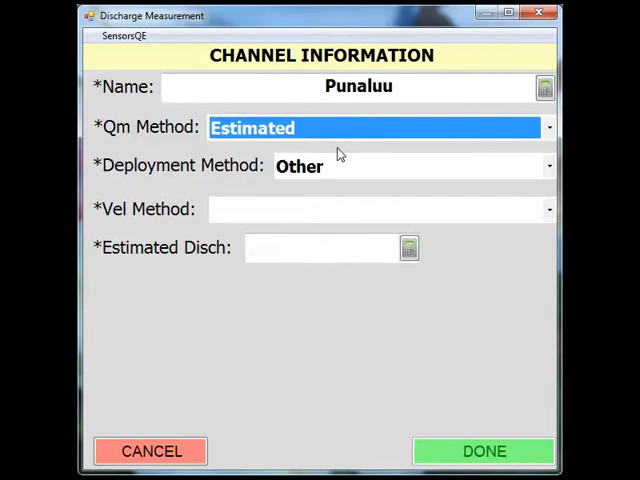 Discharge Measurement
SensorsQE
CHANNEL INFORMATION
*Name: Punaluu
*Qm Method: Estimated
*Deployment Method: Other
*Vel Method:
*Estimated Disch:
CANCEL DONE